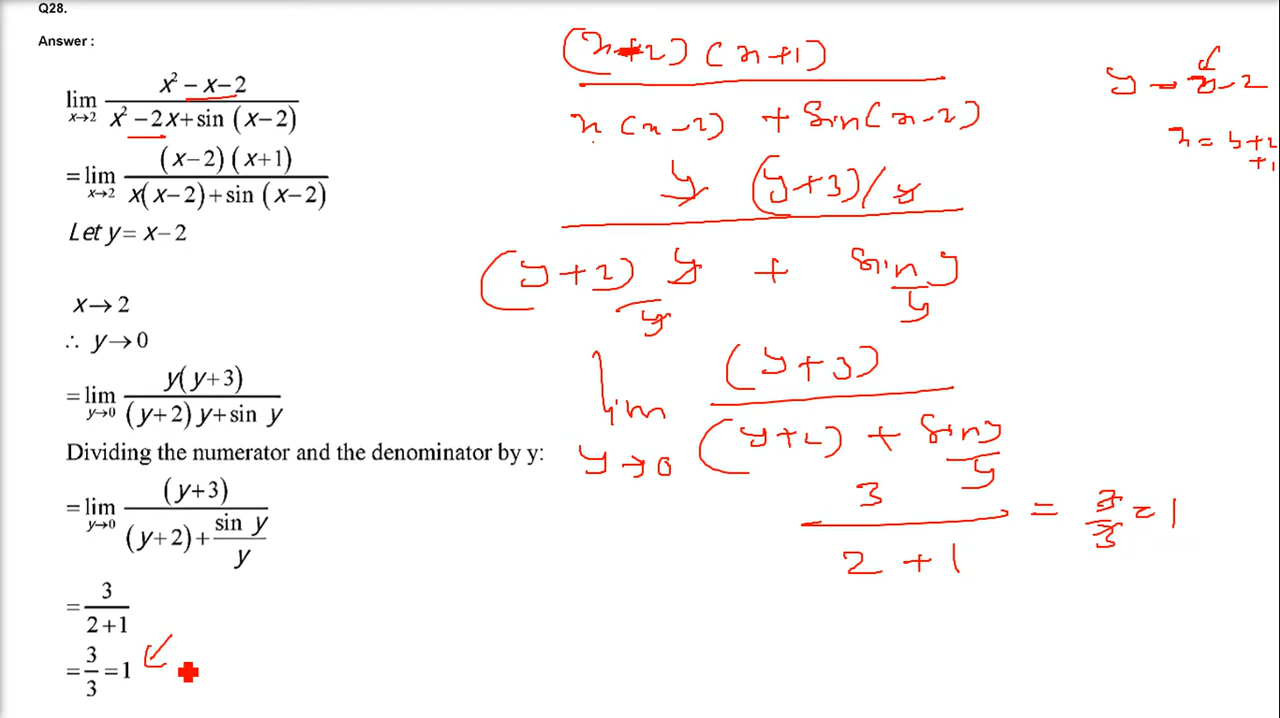 Q28.
Answer :
lim x→2 (x² − x − 2)/(x² − 2x + sin (x − 2))
= lim x→2 (x − 2)(x + 1)/(x(x − 2) + sin (x − 2))
Let y = x − 2
x → 2
∴ y → 0
= lim y→0 y(y + 3)/((y + 2) y + sin y)
Dividing the numerator and the denominator by y:
= lim y→0 (y + 3)/((y + 2) + sin y/y)
= 3/(2 + 1)
= 3/3 = 1
(x − 2) (x + 1)
x (x − 2) + sin(x − 2)
y (y + 3) / y
(y + 2) y/y + sin y/y
lim y→0 (y + 3)/((y + 2) + sin y/y)
3/(2 + 1) = 3/3 = 1
y = x − 2
x = y + 2
+ 1